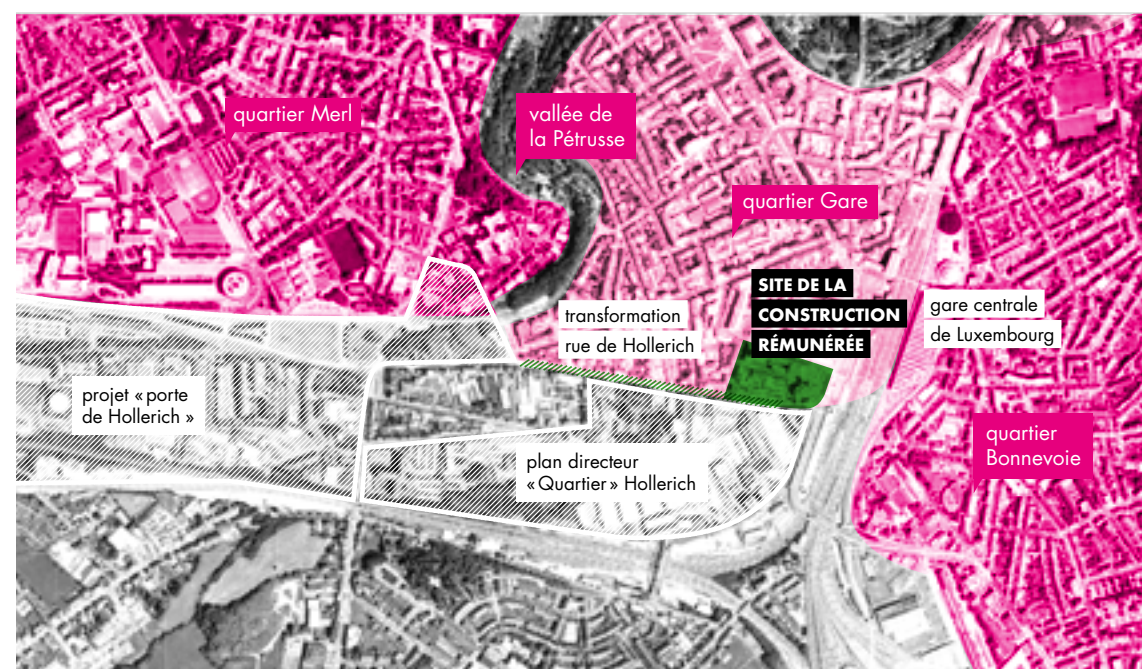 quartier Merl
vallée de
la Pétrusse
quartier Gare
SITE DE LA
CONSTRUCTION
RÉMUNÉRÉE
transformation
rue de Hollerich
gare centrale
de Luxembourg
projet « porte
de Hollerich »
plan directeur
« Quartier » Hollerich
quartier
Bonnevoie